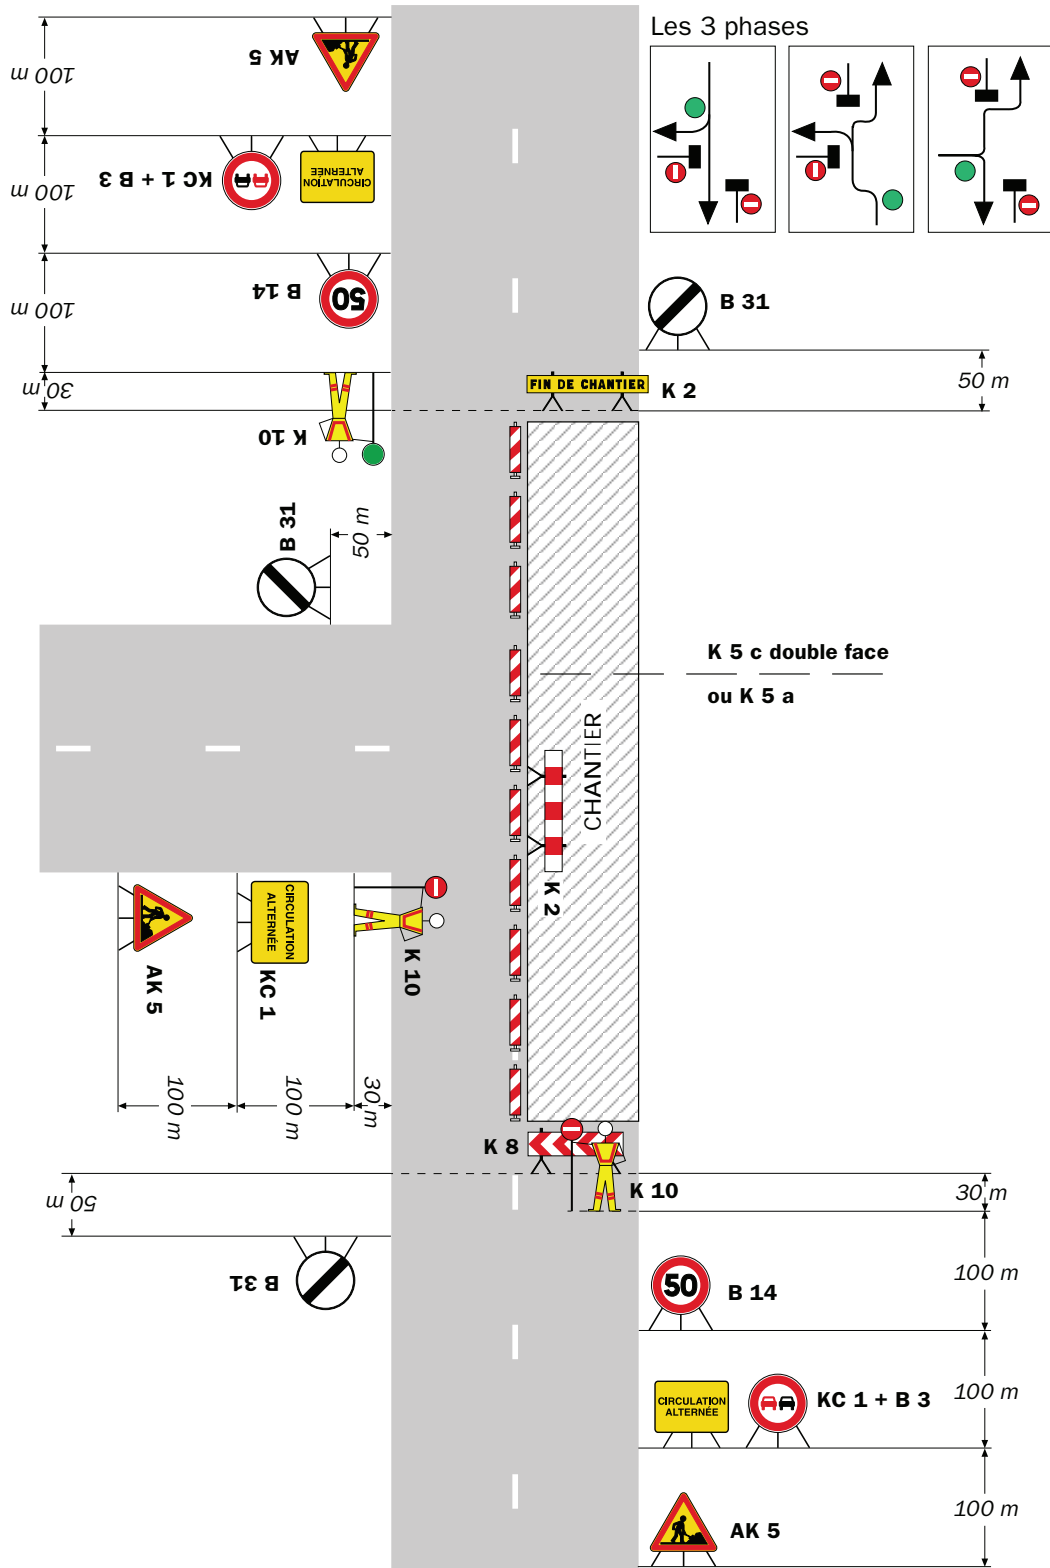 Les 3 phases
AK 5
100 m
CIRCULATION
ALTERNÉE
KC 1 + B 3
100 m
50
B 14
100 m
B 31
50 m
FIN DE CHANTIER
K 2
30 m
K 10
B 31
50 m
K 5 c double face
ou K 5 a
CHANTIER
K 2
AK 5
CIRCULATION
ALTERNÉE
KC 1
K 10
100 m
100 m
30 m
K 8
K 10
30 m
50 m
B 31
50
B 14
100 m
CIRCULATION
ALTERNÉE
KC 1 + B 3
100 m
AK 5
100 m